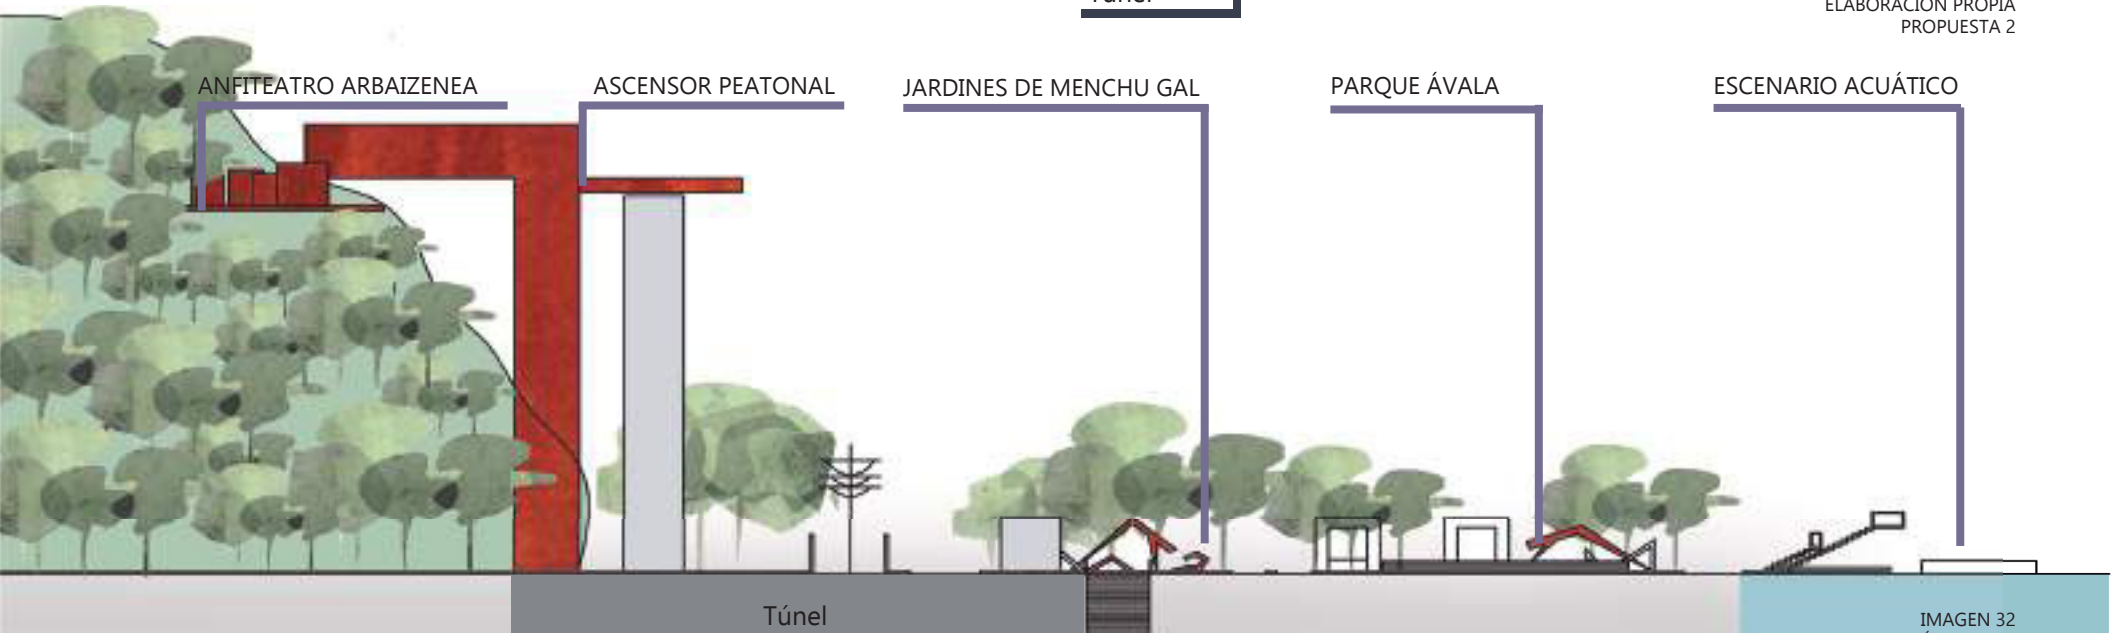 Túnel
ELABORACIÓN PROPIA
PROPUESTA 2
ANFITEATRO ARBAIZENEA
ASCENSOR PEATONAL
JARDINES DE MENCHU GAL
PARQUE ÁVALA
ESCENARIO ACUÁTICO
Túnel
IMAGEN 32